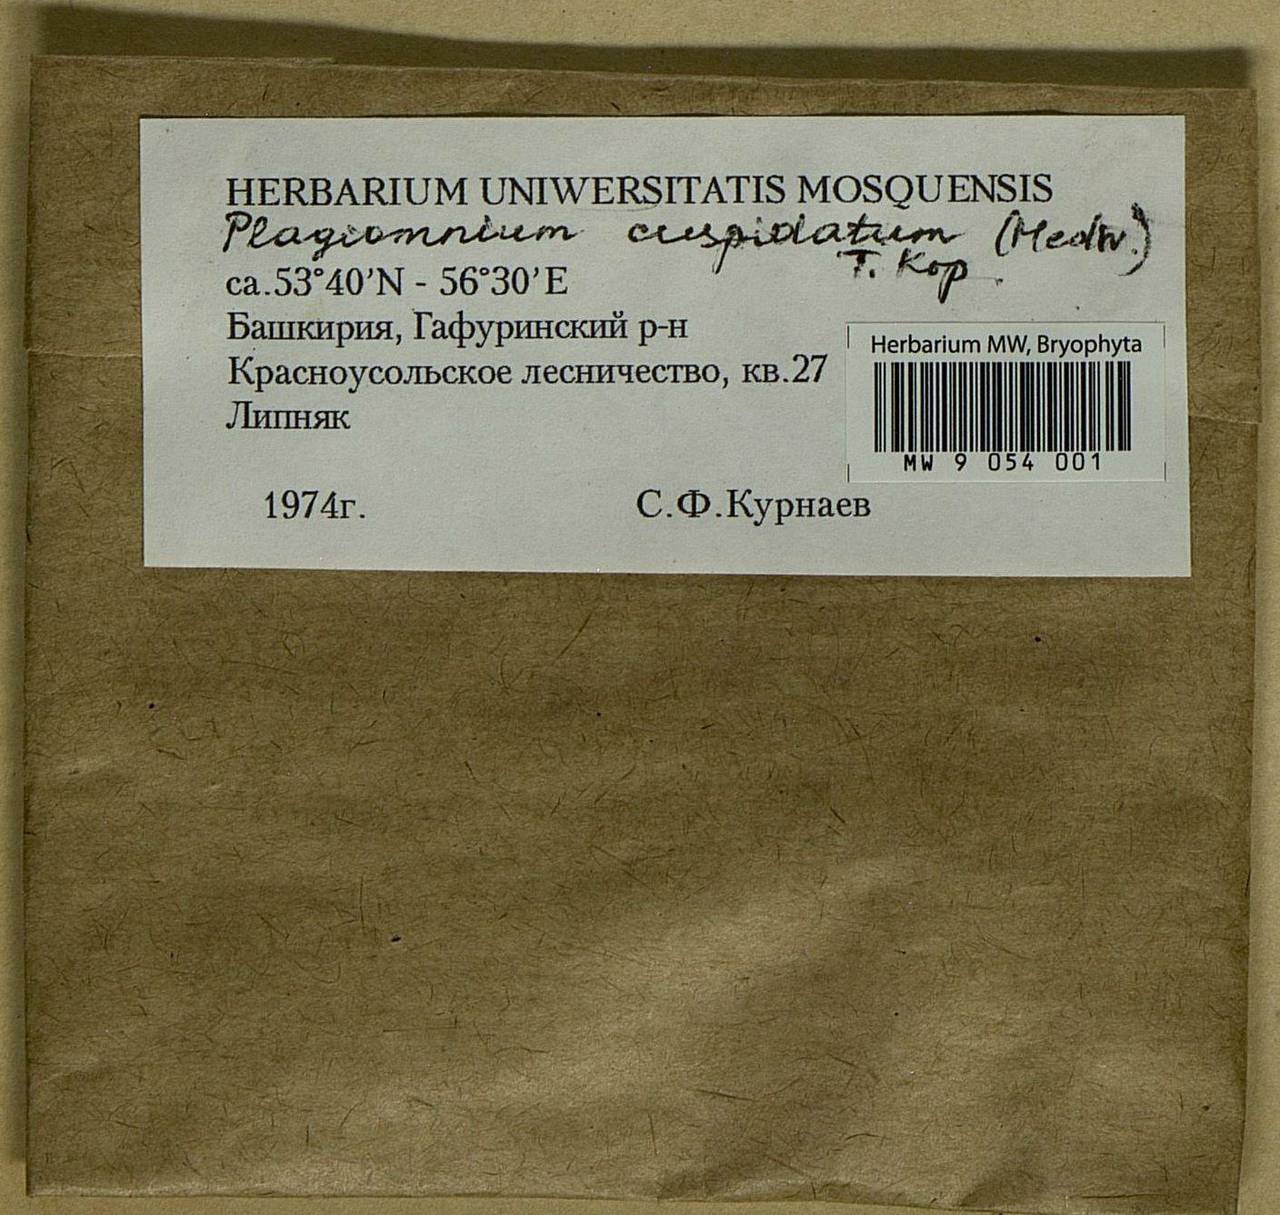 HERBARIUM UNIWERSITATIS MOSQUENSIS
Plagiomnium cuspidatum (Hedw.)
T. Kop.
ca.53°40'N - 56°30'E
Башкирия, Гафуринский р-н
Красноусольское лесничество, кв.27
Липняк
Herbarium MW, Bryophyta
MW 9 054 001
1974г. С.Ф.Курнаев